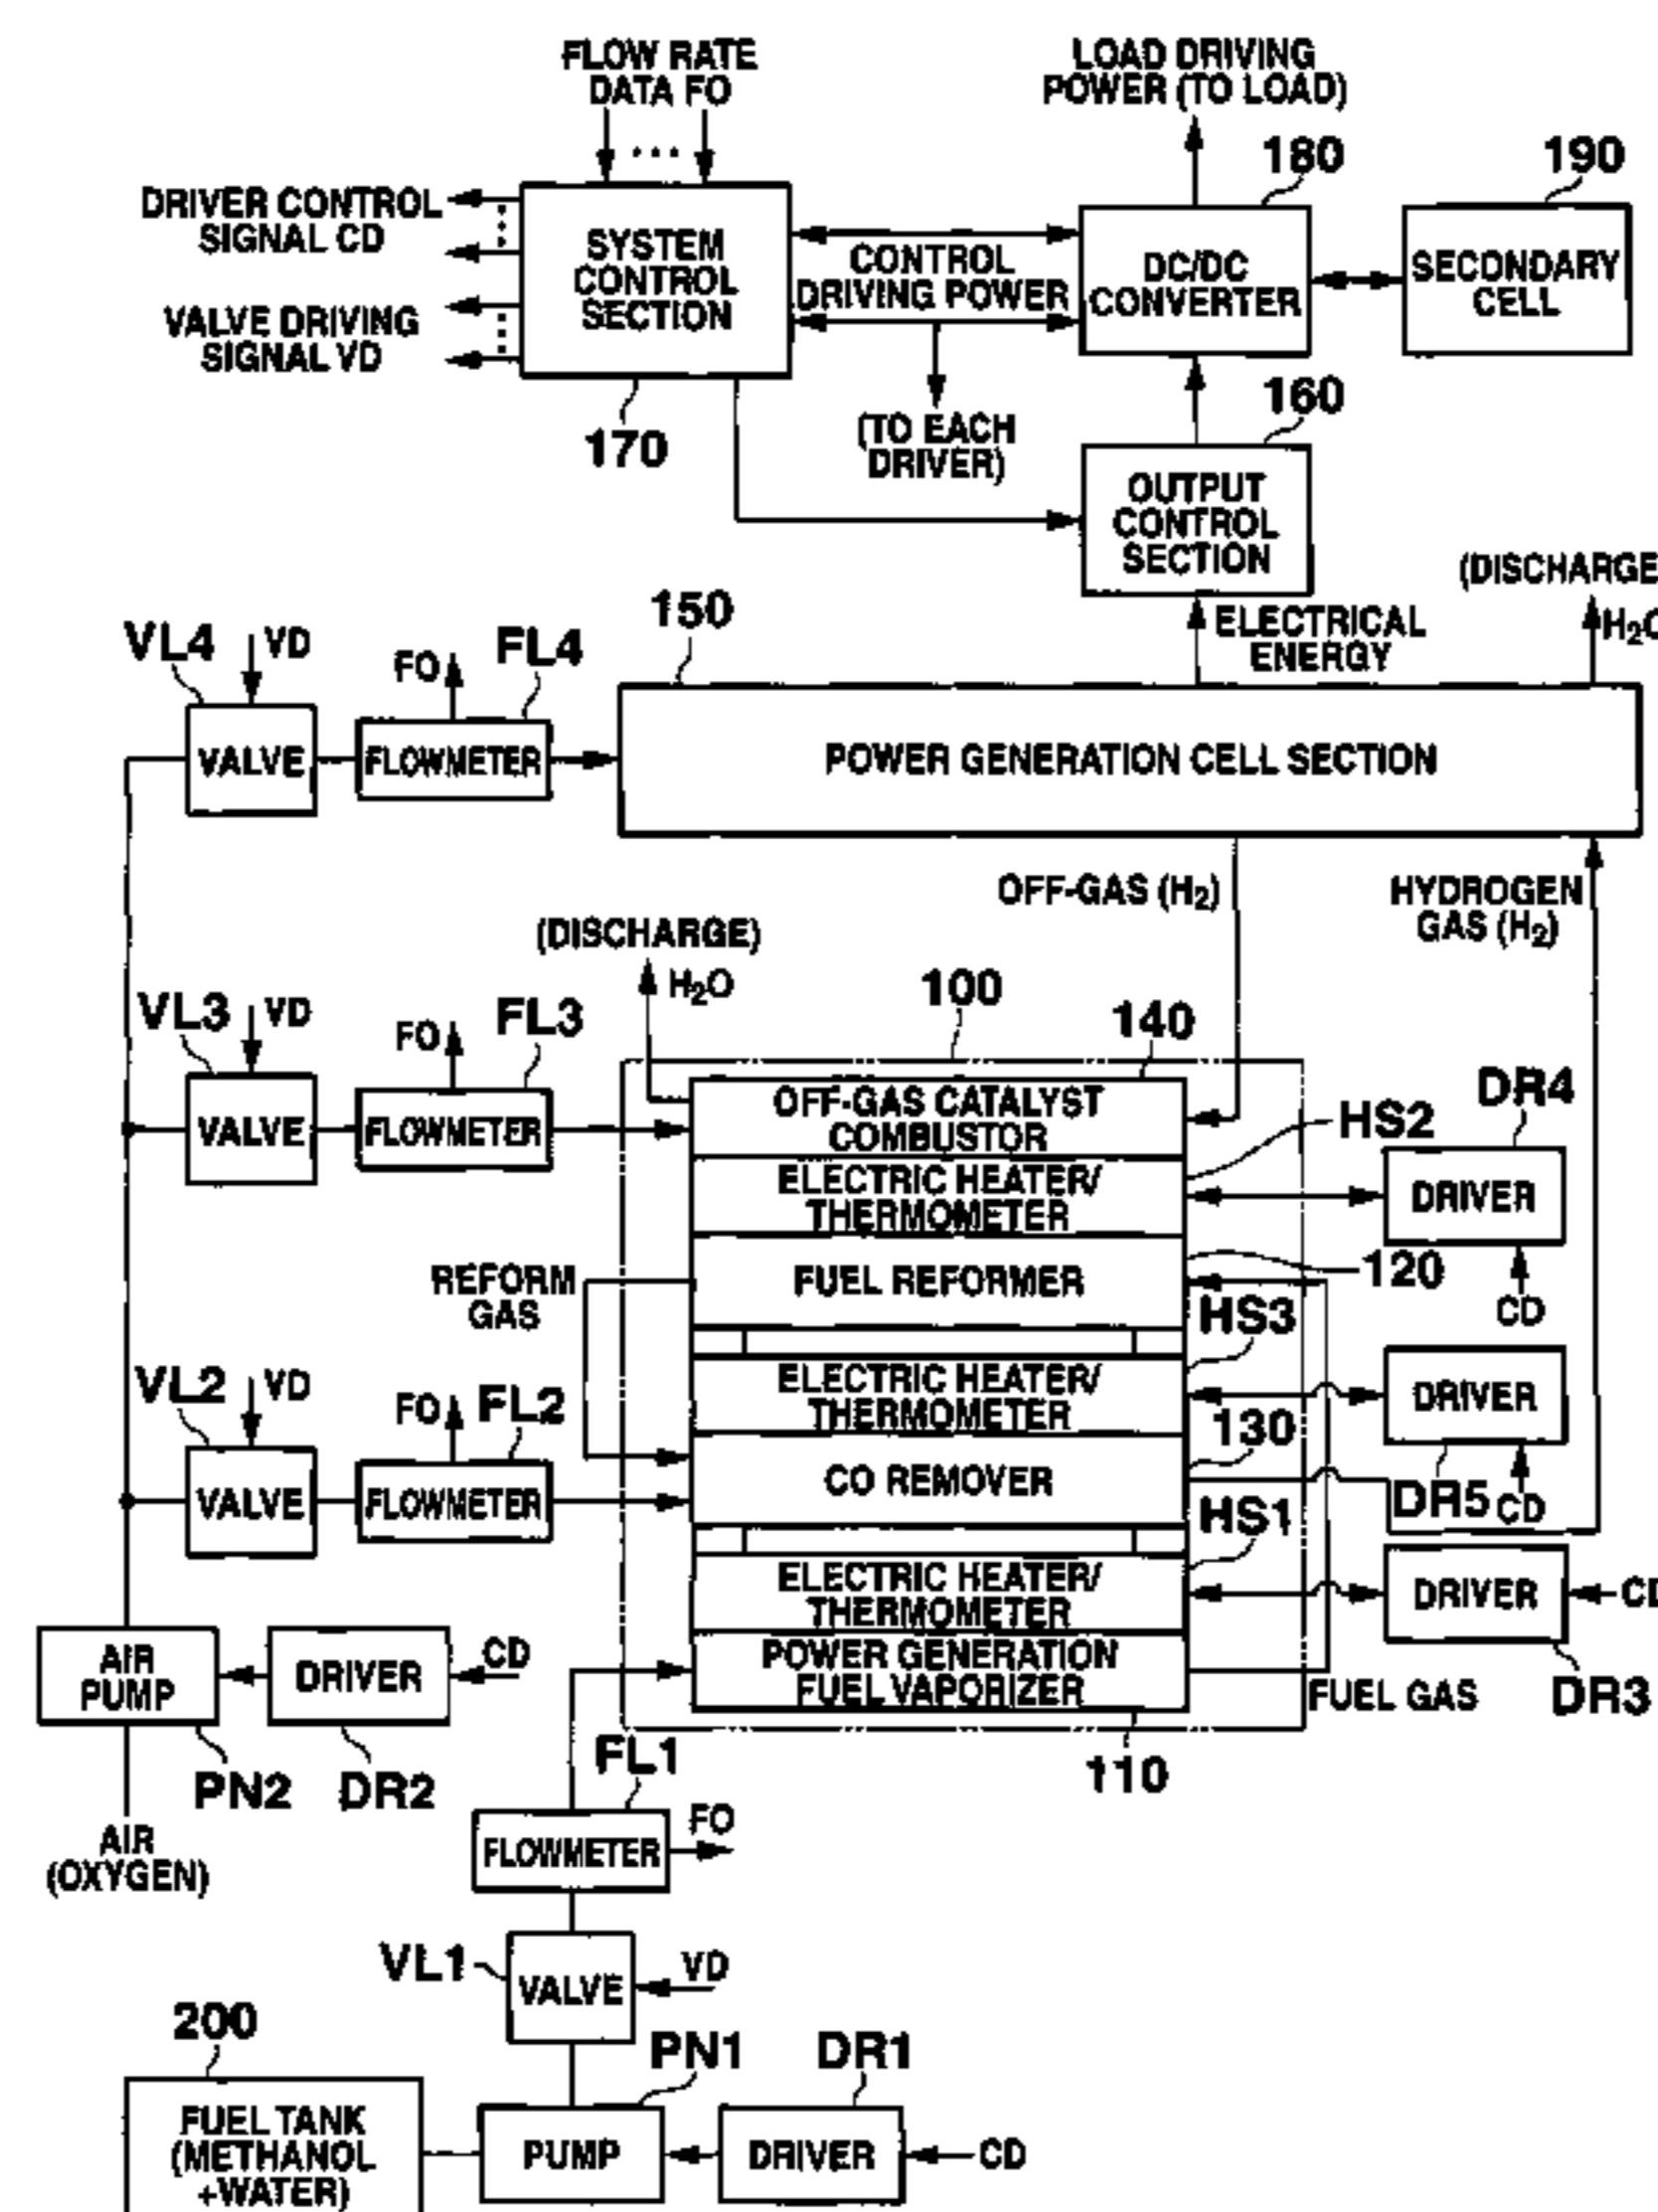 FLOW RATE
DATA FO
LOAD DRIVING
POWER (TO LOAD)
180
190
DRIVER CONTROL
SIGNAL CD
VALVE DRIVING
SIGNAL VD
SYSTEM
CONTROL
SECTION
CONTROL
DRIVING POWER
DC/DC
CONVERTER
SECONDARY
CELL
170
(TO EACH
DRIVER)
160
OUTPUT
CONTROL
SECTION
(DISCHARGE
H2O
ELECTRICAL
ENERGY
150
VL4
VD
FO
FL4
VALVE
FLOWMETER
POWER GENERATION CELL SECTION
OFF-GAS (H2)
HYDROGEN
GAS (H2)
(DISCHARGE)
H2O
100
140
VL3
VD
FO
FL3
VALVE
FLOWMETER
OFF-GAS CATALYST
COMBUSTOR
HS2
DR4
ELECTRIC HEATER/
THERMOMETER
DRIVER
CD
REFORM
GAS
FUEL REFORMER
120
HS3
VL2
VD
FO
FL2
VALVE
FLOWMETER
ELECTRIC HEATER/
THERMOMETER
DRIVER
130
CO REMOVER
DR5
CD
HS1
ELECTRIC HEATER/
THERMOMETER
DRIVER
CD
POWER GENERATION
FUEL VAPORIZER
FUEL GAS
DR3
110
AIR
PUMP
DRIVER
CD
PN2
DR2
AIR
(OXYGEN)
FL1
FLOWMETER
FO
VL1
VALVE
VD
200
PN1
DR1
FUEL TANK
(METHANOL
+WATER)
PUMP
DRIVER
CD